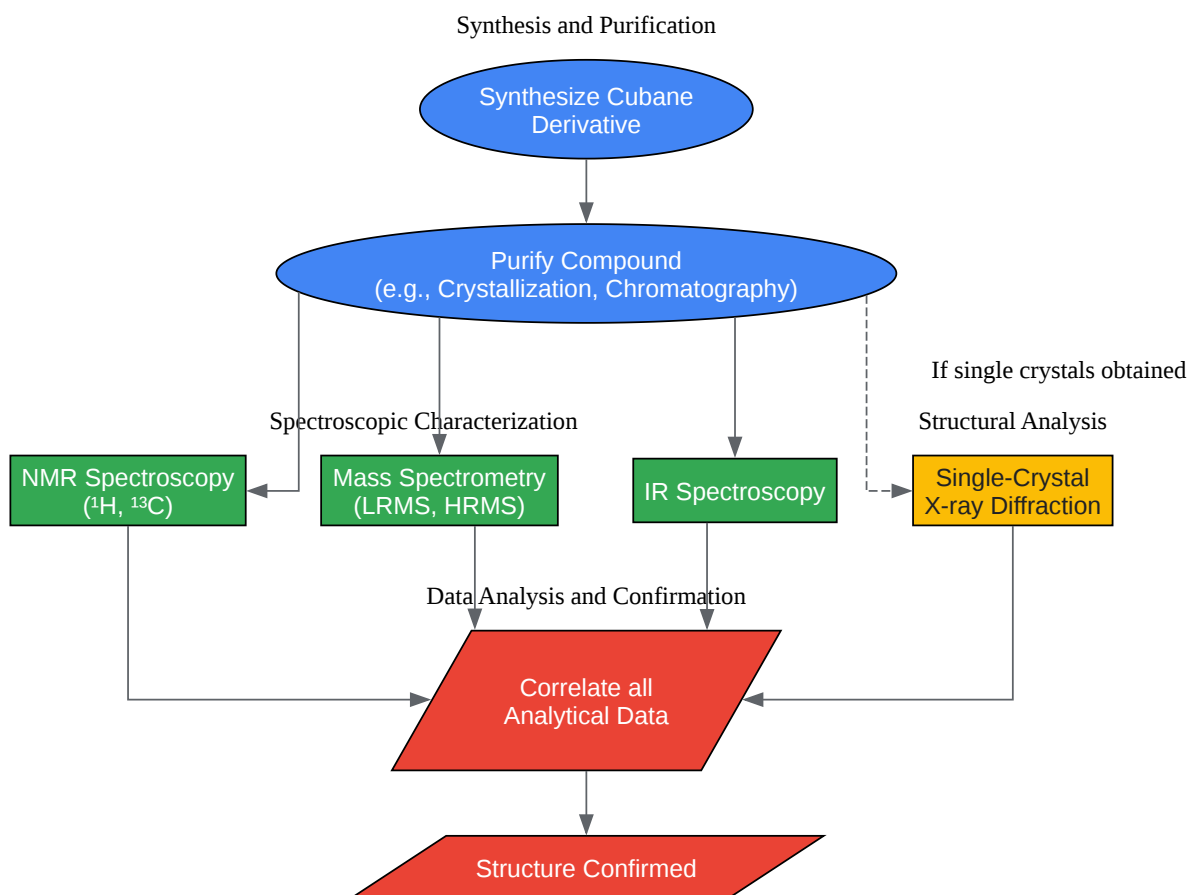 Synthesis and Purification
Synthesize Cubane
Derivative
Purify Compound
(e.g., Crystallization, Chromatography)
If single crystals obtained
Spectroscopic Characterization
Structural Analysis
NMR Spectroscopy
(¹H, ¹³C)
Mass Spectrometry
(LRMS, HRMS)
IR Spectroscopy
Single-Crystal
X-ray Diffraction
Data Analysis and Confirmation
Correlate all
Analytical Data
Structure Confirmed